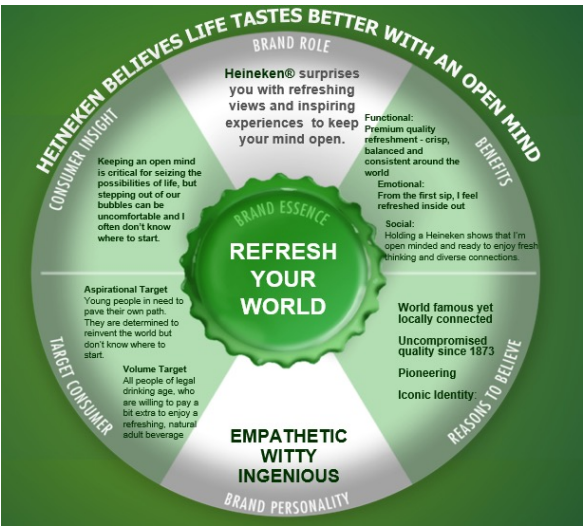 HEINEKEN BELIEVES LIFE TASTES BETTER WITH AN OPEN MIND
BRAND ROLE
Heineken® surprises
you with refreshing
views and inspiring
experiences to keep
your mind open.
CONSUMER INSIGHT
Keeping an open mind
is critical for seizing the
possibilities of life, but
stepping out of our
bubbles can be
uncomfortable and I
often don't know
where to start.
BENEFITS
Functional:
Premium quality
refreshment - crisp,
balanced and
consistent around the
world
Emotional:
From the first sip, I feel
refreshed inside out
Social:
Holding a Heineken shows that I'm
open minded and ready to enjoy fresh
thinking and diverse connections.
BRAND ESSENCE
REFRESH
YOUR
WORLD
TARGET CONSUMER
Aspirational Target
Young people in need to
pave their own path.
They are determined to
reinvent the world but
don't know where to
start.
Volume Target
All people of legal
drinking age, who
are willing to pay a
bit extra to enjoy a
refreshing, natural
adult beverage
REASONS TO BELIEVE
World famous yet
locally connected
Uncompromised
quality since 1873
Pioneering
Iconic Identity:
EMPATHETIC
WITTY
INGENIOUS
BRAND PERSONALITY